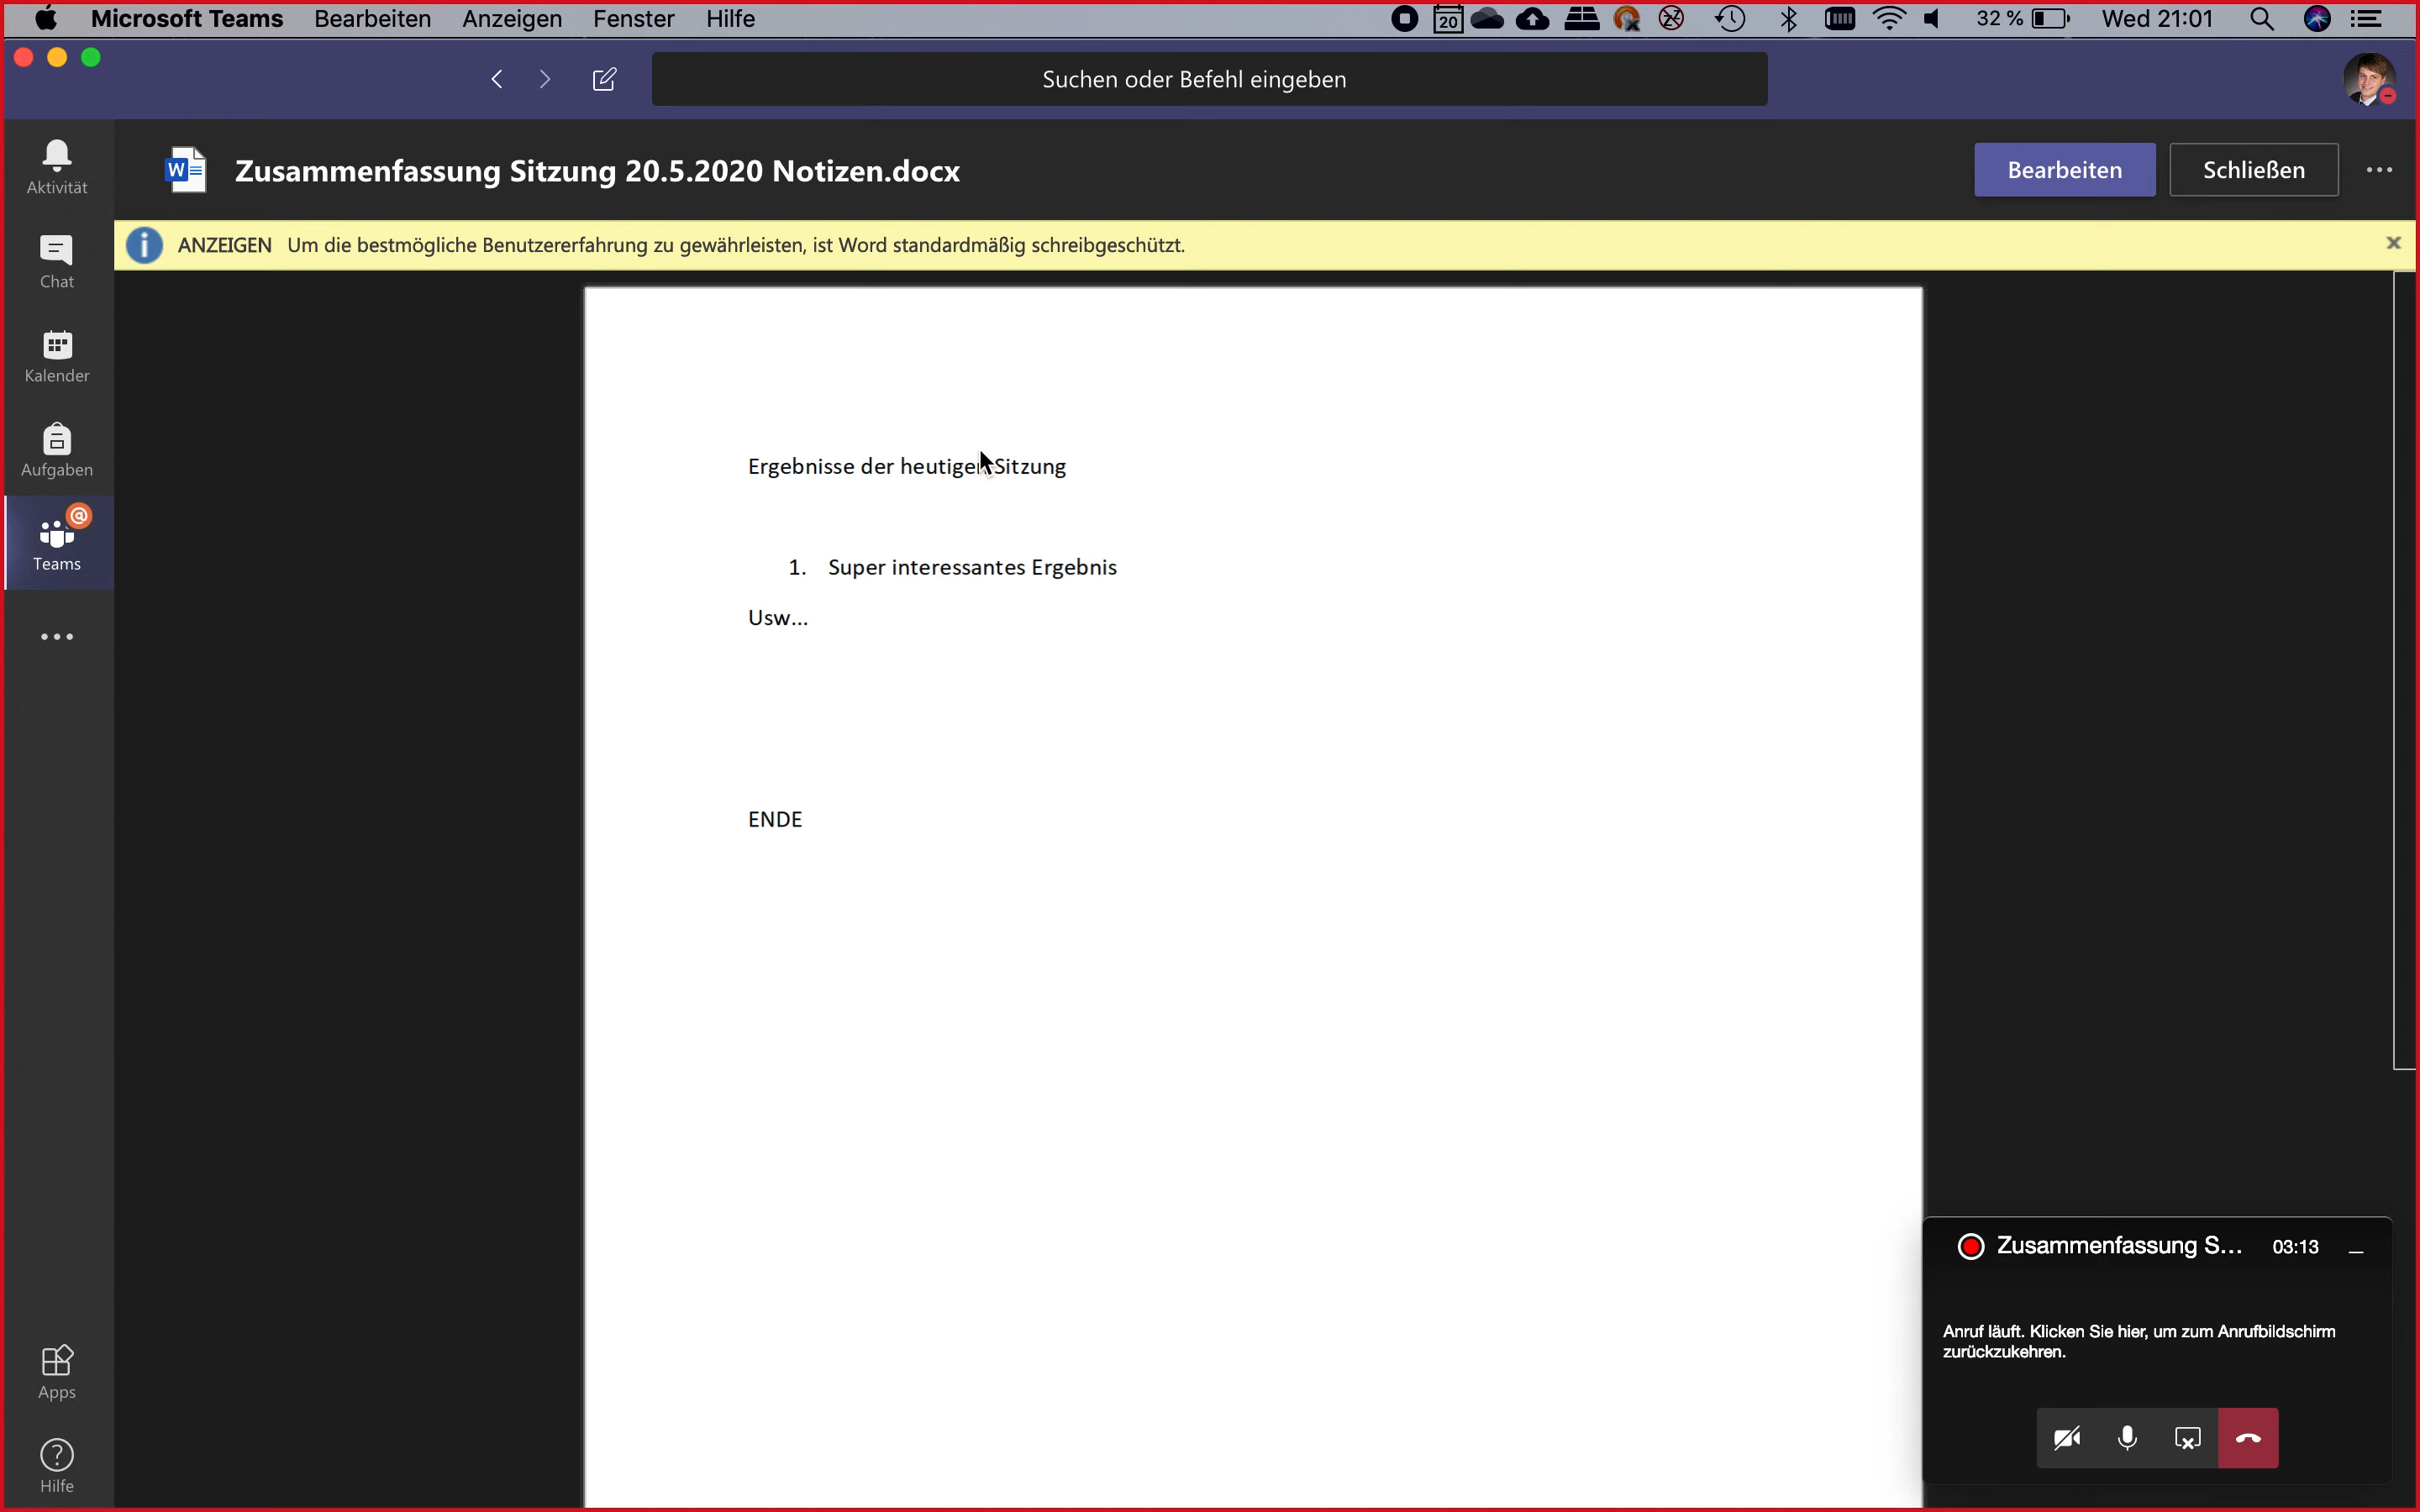 Microsoft Teams Bearbeiten Anzeigen Fenster Hilfe 20 32 % Wed 21:01
Suchen oder Befehl eingeben
Aktivität
Chat
Kalender
Aufgaben
@
Teams
W Zusammenfassung Sitzung 20.5.2020 Notizen.docx Bearbeiten Schließen
ANZEIGEN Um die bestmögliche Benutzererfahrung zu gewährleisten, ist Word standardmäßig schreibgeschützt.
Ergebnisse der heutigen Sitzung
1. Super interessantes Ergebnis
Usw...
ENDE
Zusammenfassung S... 03:13
Anruf läuft. Klicken Sie hier, um zum Anrufbildschirm
zurückzukehren.
Apps
Hilfe